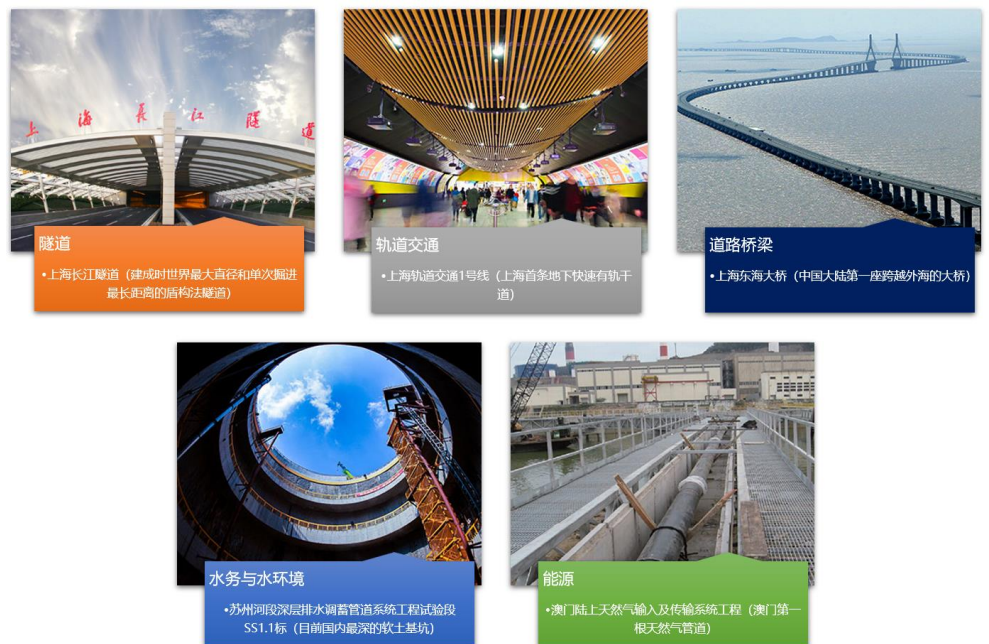 上海長江隧道
隧道
•上海长江隧道（建成时世界最大直径和单次掘进
最长距离的盾构法隧道）
轨道交通
•上海轨道交通1号线（上海首条地下快速有轨干
道）
道路桥梁
•上海东海大桥（中国大陆第一座跨越外海的大桥）
水务与水环境
•苏州河段深层排水调蓄管道系统工程试验段
SS1.1标（目前国内最深的软土基坑）
能源
•澳门陆上天然气输入及传输系统工程（澳门第一
根天然气管道）